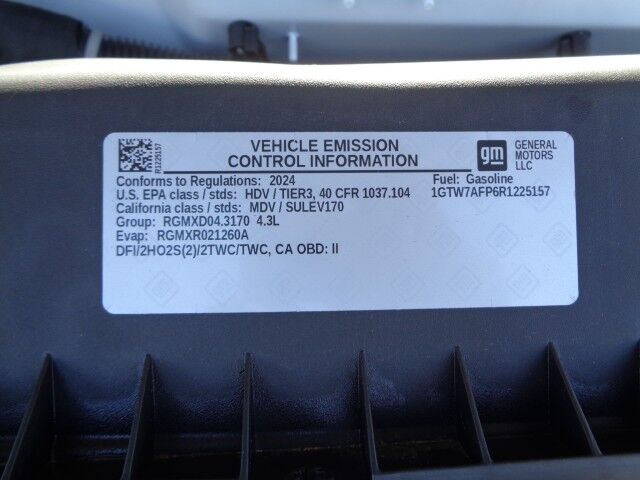 VEHICLE EMISSION
CONTROL INFORMATION
gm
GENERAL
MOTORS
LLC
R1225157
Conforms to Regulations: 2024
Fuel: Gasoline
U.S. EPA class / stds: HDV / TIER3, 40 CFR 1037.104
1GTW7AFP6R1225157
California class / stds: MDV / SULEV170
Group: RGMXD04.3170 4.3L
Evap: RGMXR021260A
DFI/2HO2S(2)/2TWC/TWC, CA OBD: II